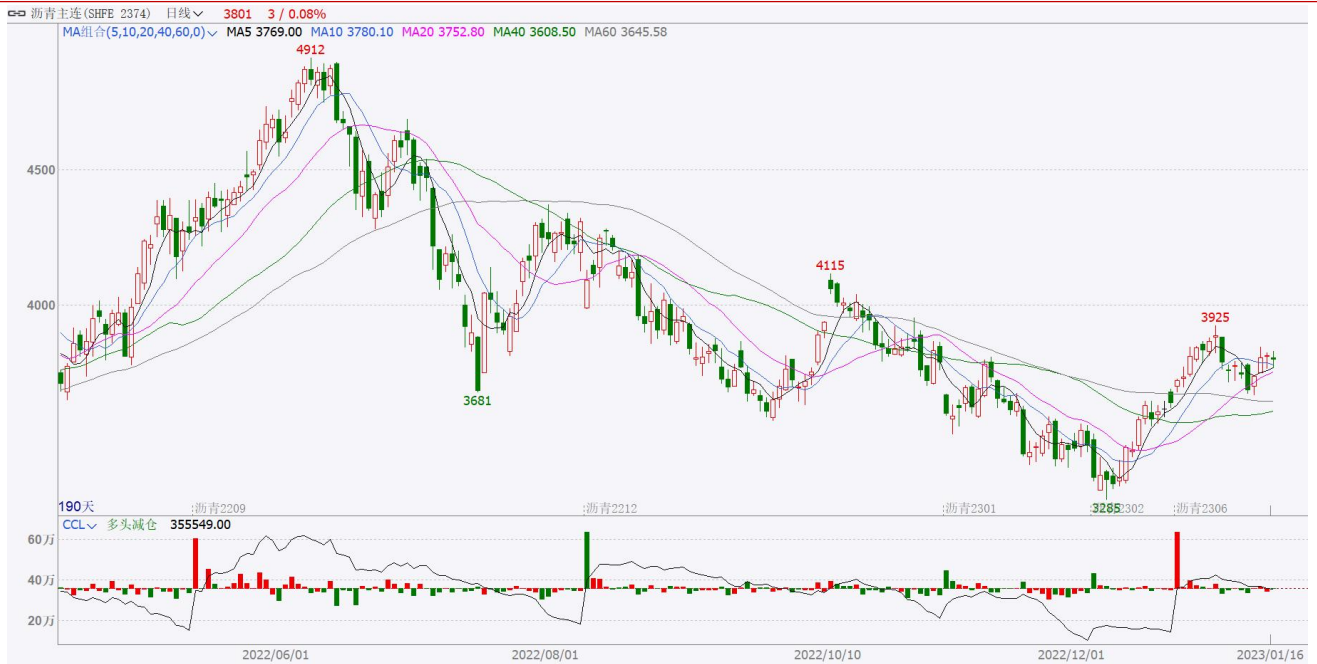 沥青主连(SHFE 2374) 日线 3801 3 / 0.08%
MA组合(5,10,20,40,60,0) MA5 3769.00 MA10 3780.10 MA20 3752.80 MA40 3608.50 MA60 3645.58
4912
4500
4115
4000
3925
3681
3285
190天 沥青2209 沥青2212 沥青2301 2302 沥青2306
CCL 多头减仓 355549.00
60万
40万
20万
2022/06/01 2022/08/01 2022/10/10 2022/12/01 2023/01/16